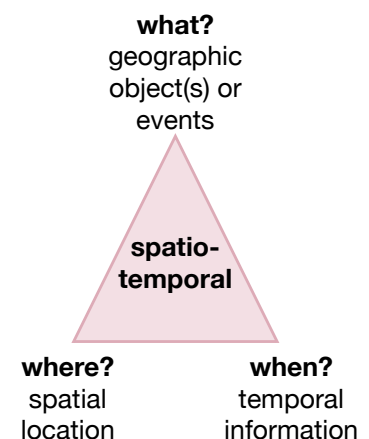 what?
geographic
object(s) or
events
spatio-
temporal
where?
spatial
location
when?
temporal
information